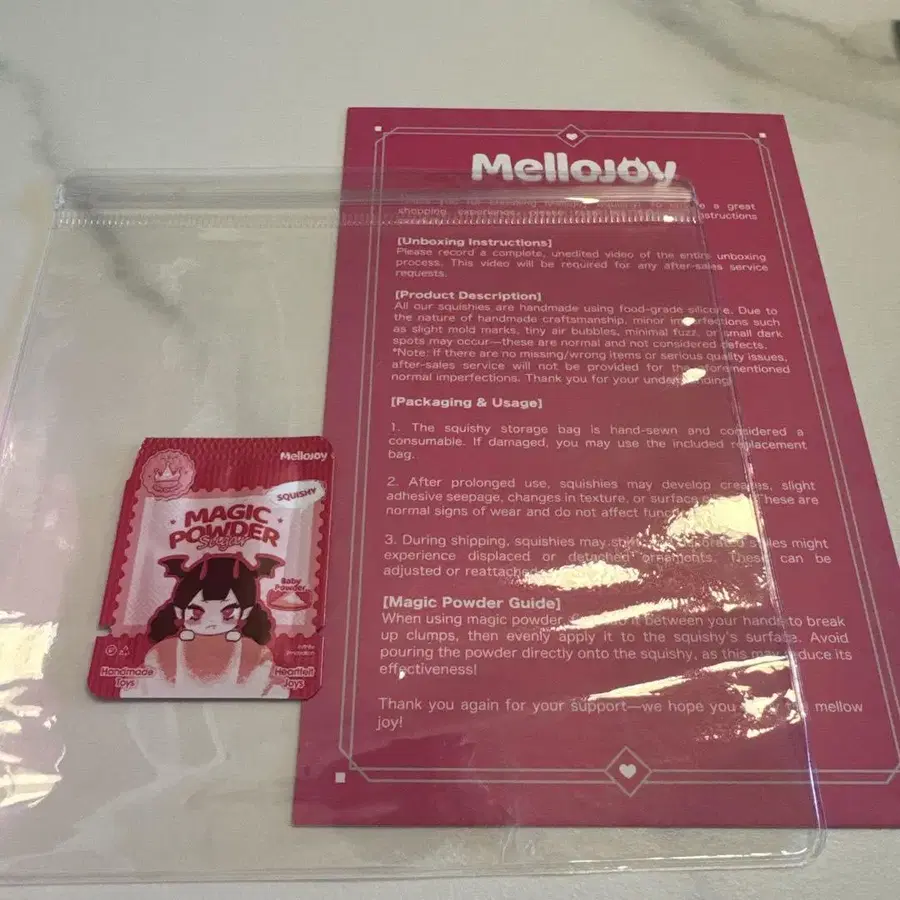 Mellojoy
a great
shopping experience, please
instructions
[Unboxing Instructions]
Please record a complete, unedited video of the entire unboxing
process. This video will be required for any after-sales service
requests.
[Product Description]
All our squishies are handmade using food-grade silicone. Due to
the nature of handmade craftsmanship, minor imperfections such
as slight mold marks, tiny air bubbles, minimal fuzz, or small dark
spots may occur—these are normal and not considered defects.
*Note: If there are no missing/wrong items or serious quality issues,
after-sales service will not be provided for the aforementioned
normal imperfections. Thank you for your understanding
[Packaging & Usage]
1. The squishy storage bag is hand-sewn and considered a
consumable. If damaged, you may use the included replacement
bag.
2. After prolonged use, squishies may develop creases, slight
adhesive seepage, changes in texture, or surface These are
normal signs of wear and do not affect
3. During shipping, squishies may might
experience displaced or detached ornaments. These can be
adjusted or reattached
[Magic Powder Guide]
When using magic powder, it between your hands to break
up clumps, then evenly apply it to the squishy's surface. Avoid
pouring the powder directly onto the squishy, as this may reduce its
effectiveness!
Thank you again for your support—we hope you mellow
joy!
Mellojoy
SQUISHY
MAGIC
POWDER
Sugar
Baby
Powder
Handmade
Toys
Heartfelt
Joys